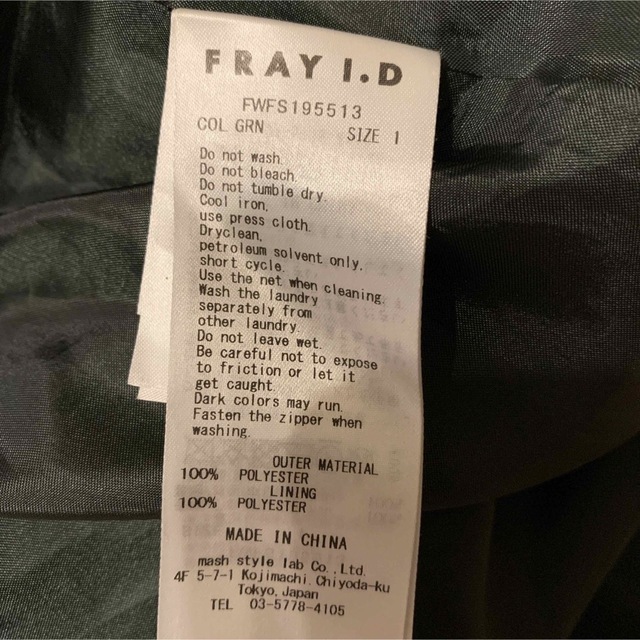 FRAY I.D
FWFS195513
COL GRN SIZE 1
Do not wash.
Do not bleach.
Do not tumble dry.
Cool iron,
use press cloth.
Dryclean,
petroleum solvent only,
short cycle.
Use the net when cleaning.
Wash the laundry
separately from
other laundry.
Do not leave wet.
Be careful not to expose
to friction or let it
get caught.
Dark colors may run.
Fasten the zipper when
washing.
OUTER MATERIAL
100% POLYESTER
LINING
100% POLYESTER
MADE IN CHINA
mash style lab Co.,Ltd.
4F 5-7-1 Kojimachi, Chiyoda-ku
Tokyo, Japan
TEL 03-5778-4105